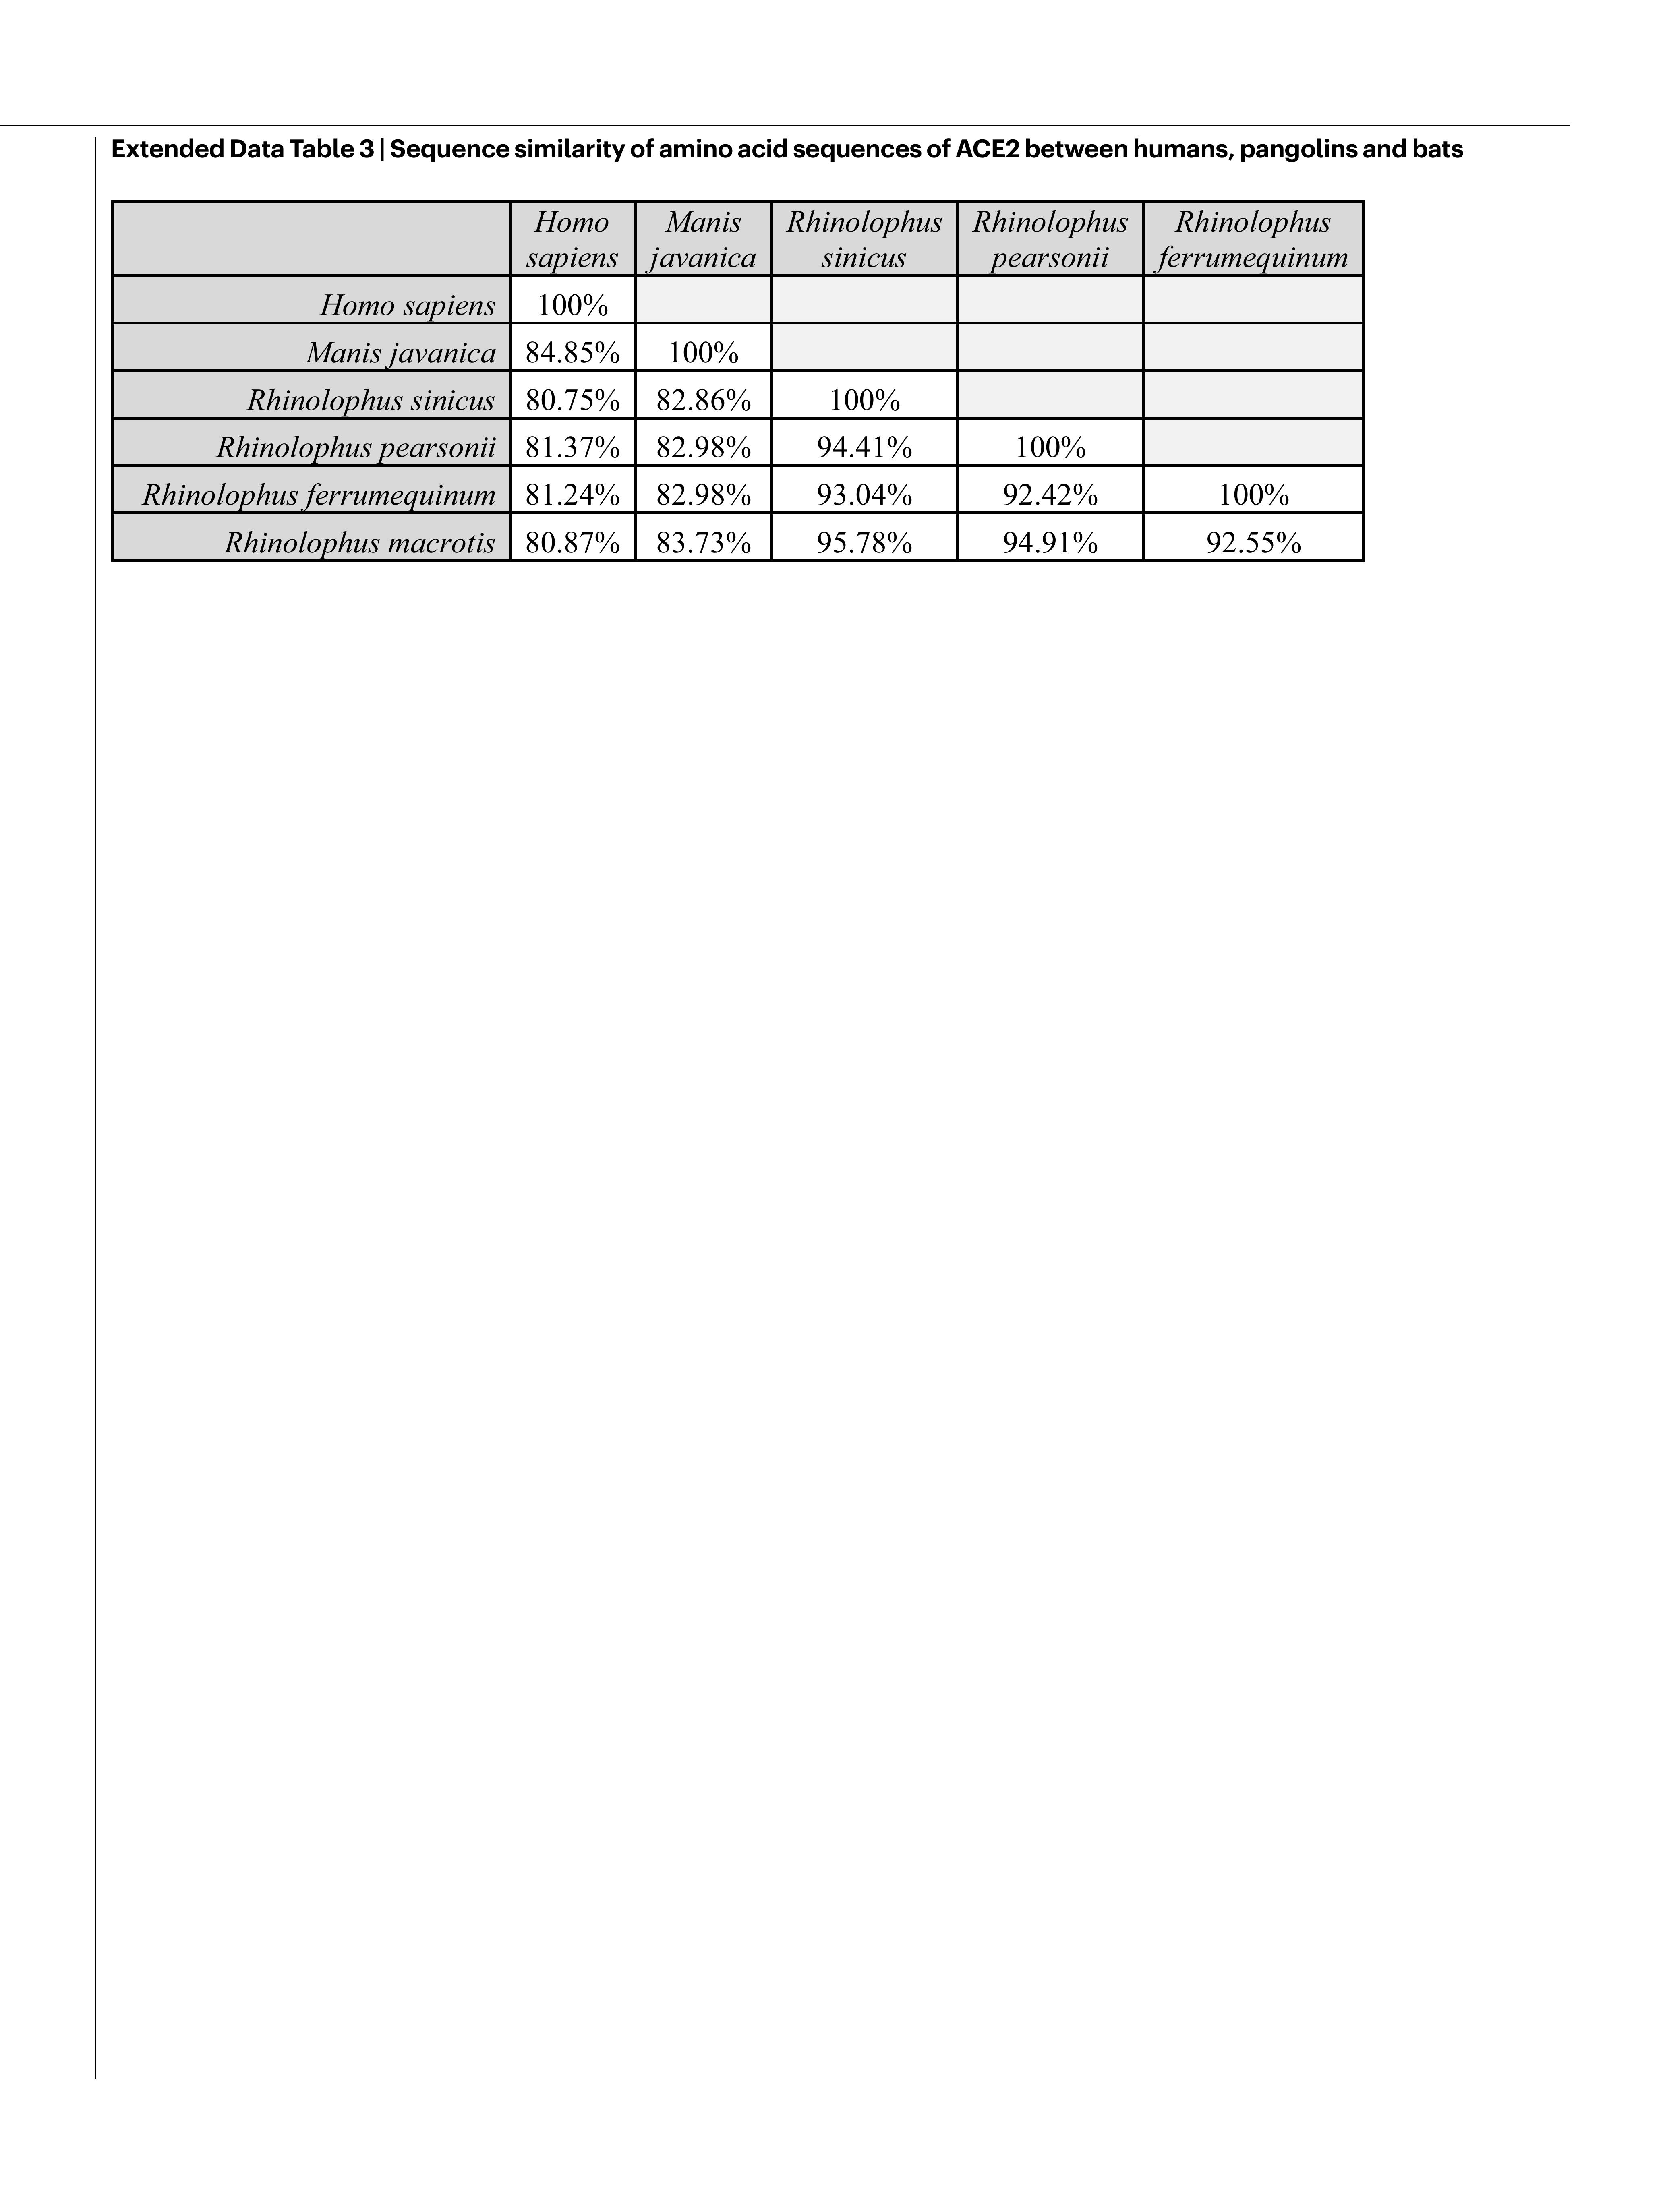 Extended Data Table 3 | Sequence similarity of amino acid sequences of ACE2 between humans, pangolins and bats
Homo sapiens Manis javanica Rhinolophus sinicus Rhinolophus pearsonii Rhinolophus ferrumequinum
Homo sapiens 100%
Manis javanica 84.85% 100%
Rhinolophus sinicus 80.75% 82.86% 100%
Rhinolophus pearsonii 81.37% 82.98% 94.41% 100%
Rhinolophus ferrumequinum 81.24% 82.98% 93.04% 92.42% 100%
Rhinolophus macrotis 80.87% 83.73% 95.78% 94.91% 92.55%